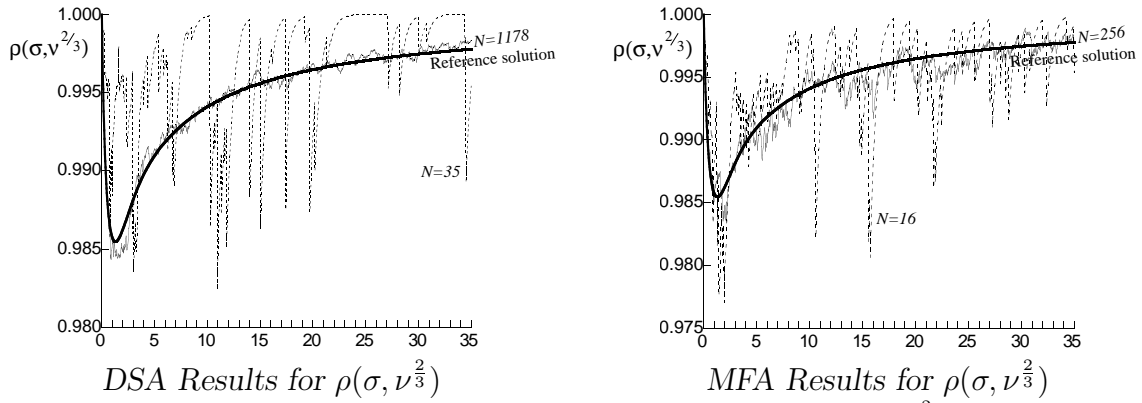 1.000
ρ(σ,ν^2/3)
N=1178
Reference solution
0.995
0.990
N=35
0.985
0.980
0 5 10 15 20 25 30 35
DSA Results for ρ(σ, ν^2/3)
1.000
ρ(σ,ν^2/3)
N=256
Reference solution
0.995
0.990
0.985
N=16
0.980
0.975
0 5 10 15 20 25 30 35
MFA Results for ρ(σ, ν^2/3)